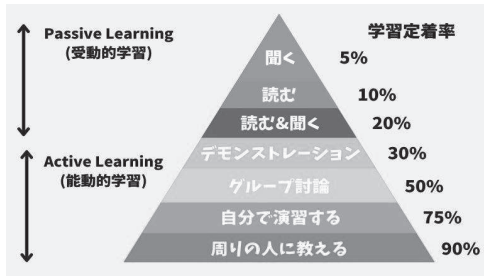 Passive Learning
(受動的学習)
学習定着率
聞く 5%
読む 10%
読む&聞く 20%
Active Learning
(能動的学習)
デモンストレーション 30%
グループ討論 50%
自分で演習する 75%
周りの人に教える 90%